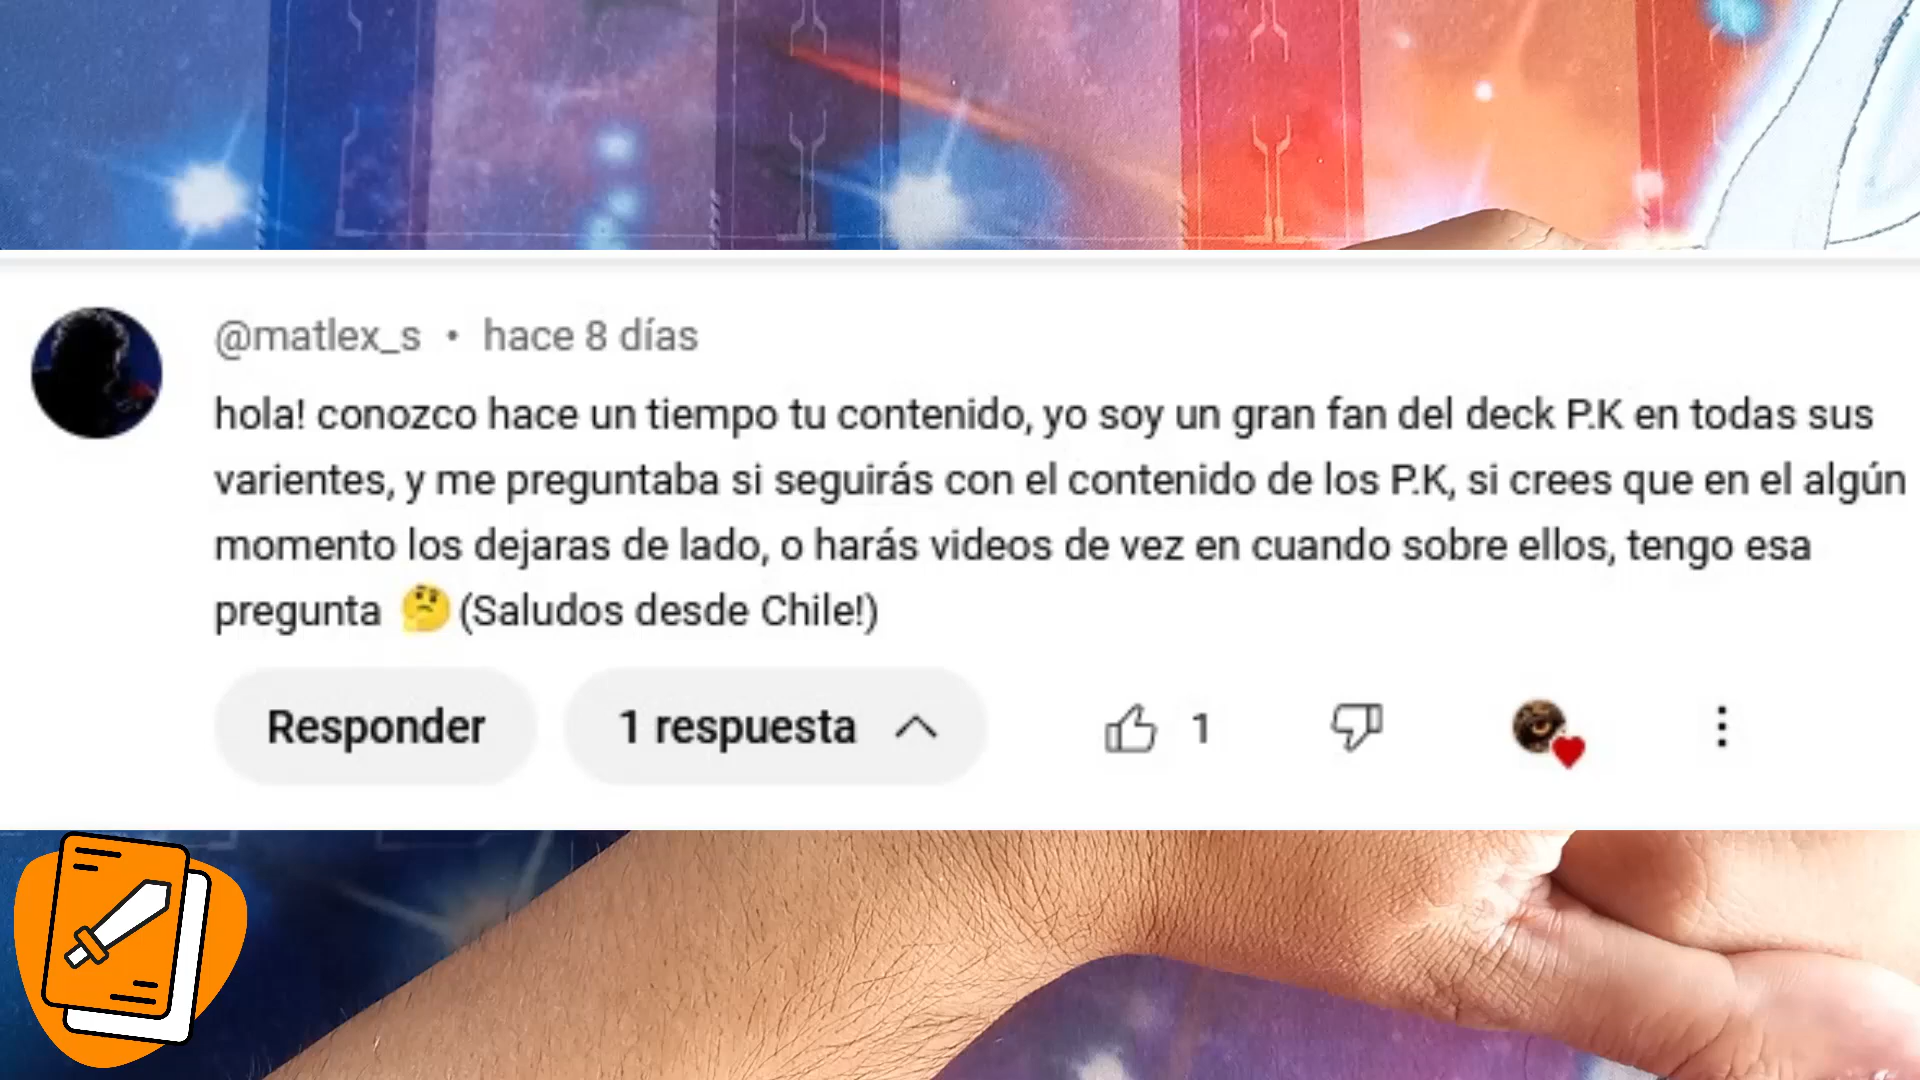 @matlex_s • hace 8 días
hola! conozco hace un tiempo tu contenido, yo soy un gran fan del deck P.K en todas sus
varientes, y me preguntaba si seguirás con el contenido de los P.K, si crees que en el algún
momento los dejaras de lado, o harás videos de vez en cuando sobre ellos, tengo esa
pregunta 🤔 (Saludos desde Chile!)
Responder 1 respuesta 1